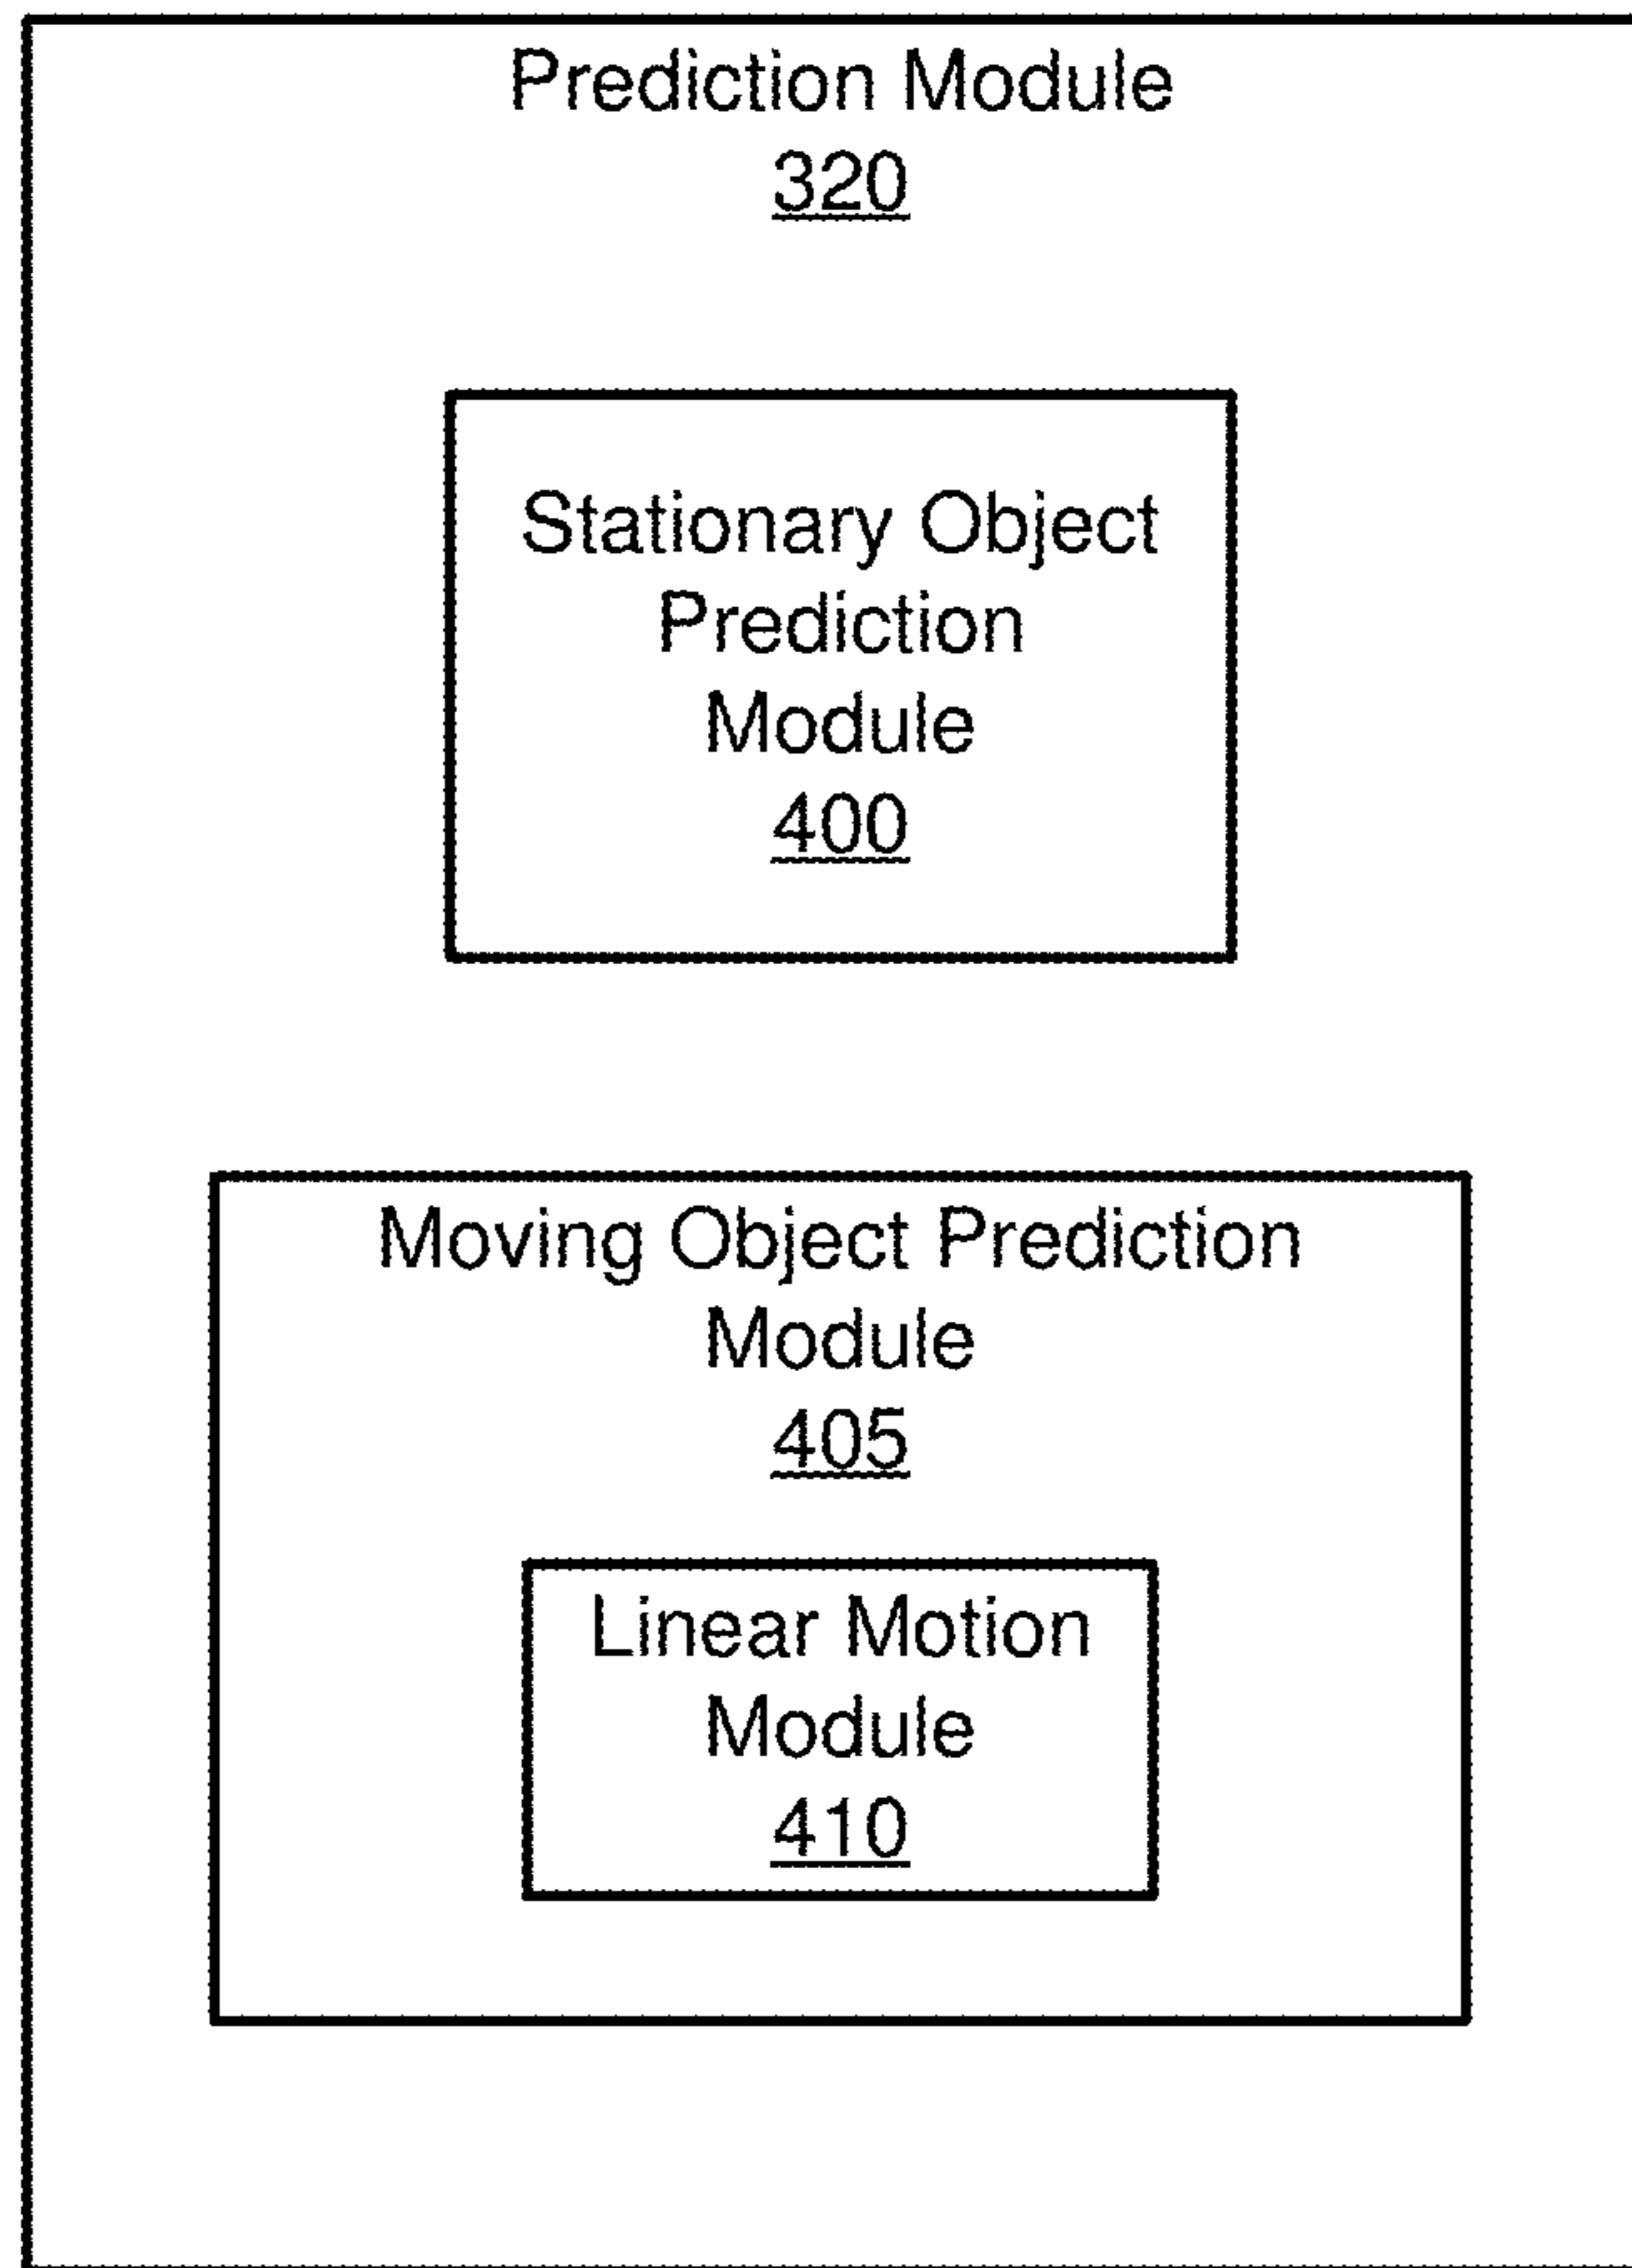 Prediction Module
320
Stationary Object
Prediction
Module
400
Moving Object Prediction
Module
405
Linear Motion
Module
410